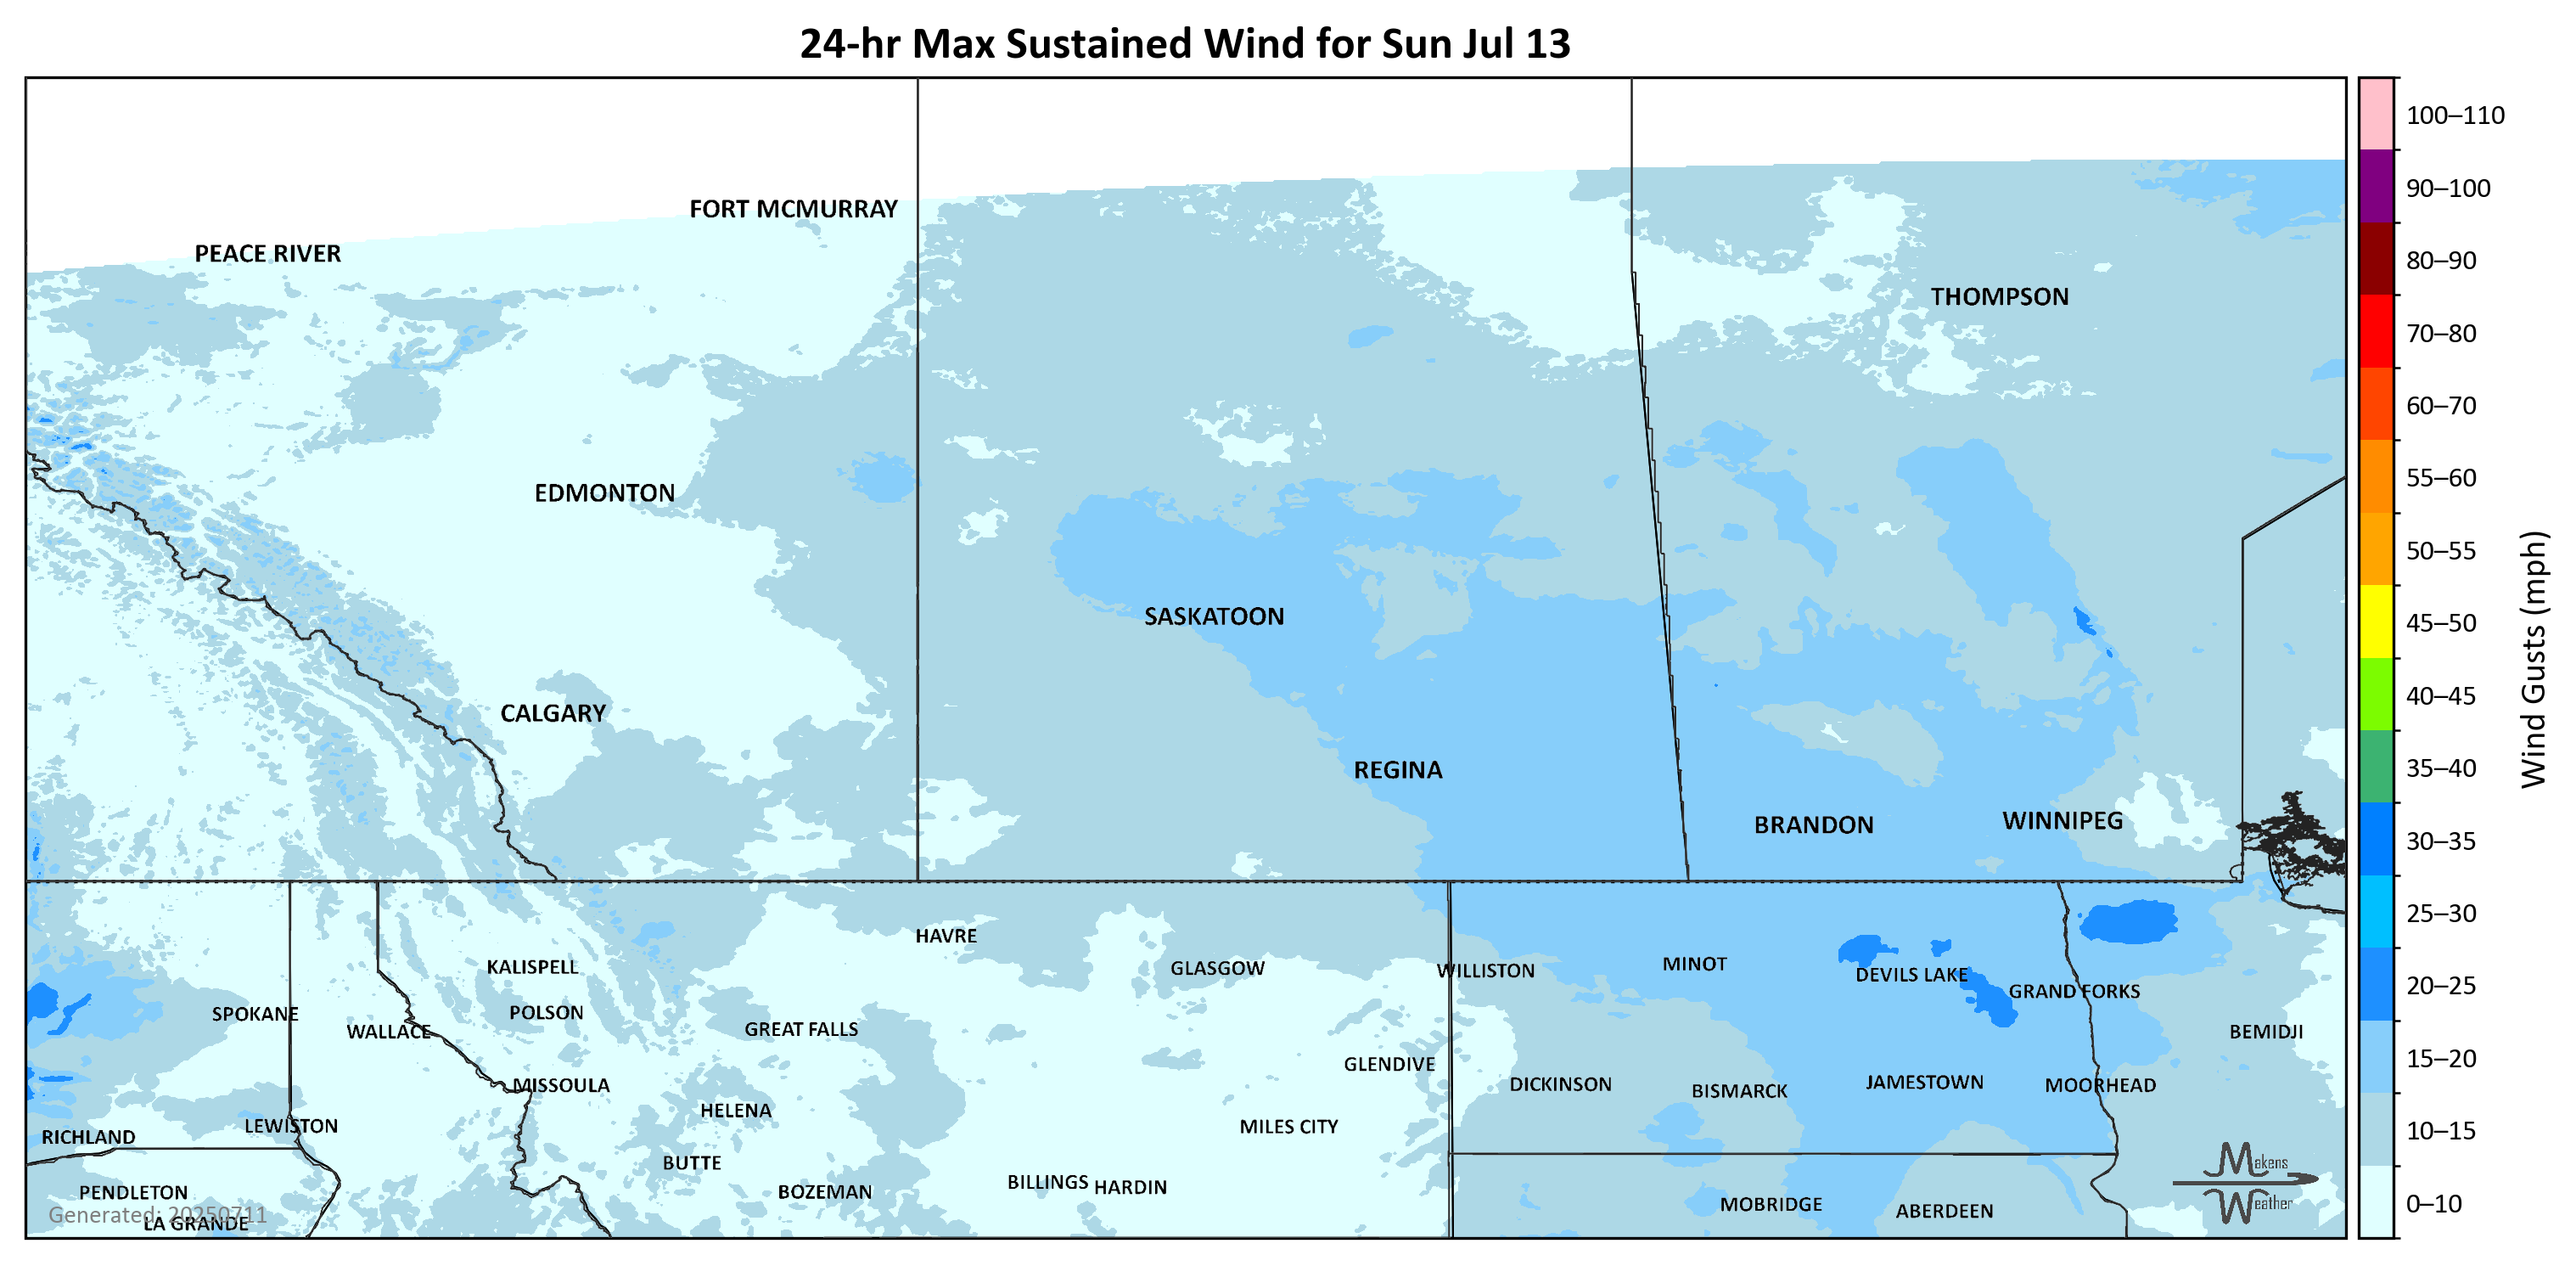 24-hr Max Sustained Wind for Sun Jul 13
100–110
FORT MCMURRAY
90–100
PEACE RIVER
80–90
THOMPSON
70–80
60–70
55–60
EDMONTON
50–55
SASKATOON
45–50
40–45
CALGARY
Wind Gusts (mph)
35–40
REGINA
BRANDON
WINNIPEG
30–35
25–30
HAVRE
KALISPELL
GLASGOW
WILLISTON
MINOT
DEVILS LAKE
20–25
GRAND FORKS
SPOKANE
POLSON
WALLACE
GREAT FALLS
BEMIDJI
15–20
GLENDIVE
MISSOULA
DICKINSON
BISMARCK
JAMESTOWN
MOORHEAD
HELENA
LEWISTON
MILES CITY
10–15
RICHLAND
BUTTE
Makens
PENDLETON
BOZEMAN
BILLINGS
HARDIN
MOBRIDGE
ABERDEEN
Weather
0–10
Generated: 20250711
LA GRANDE